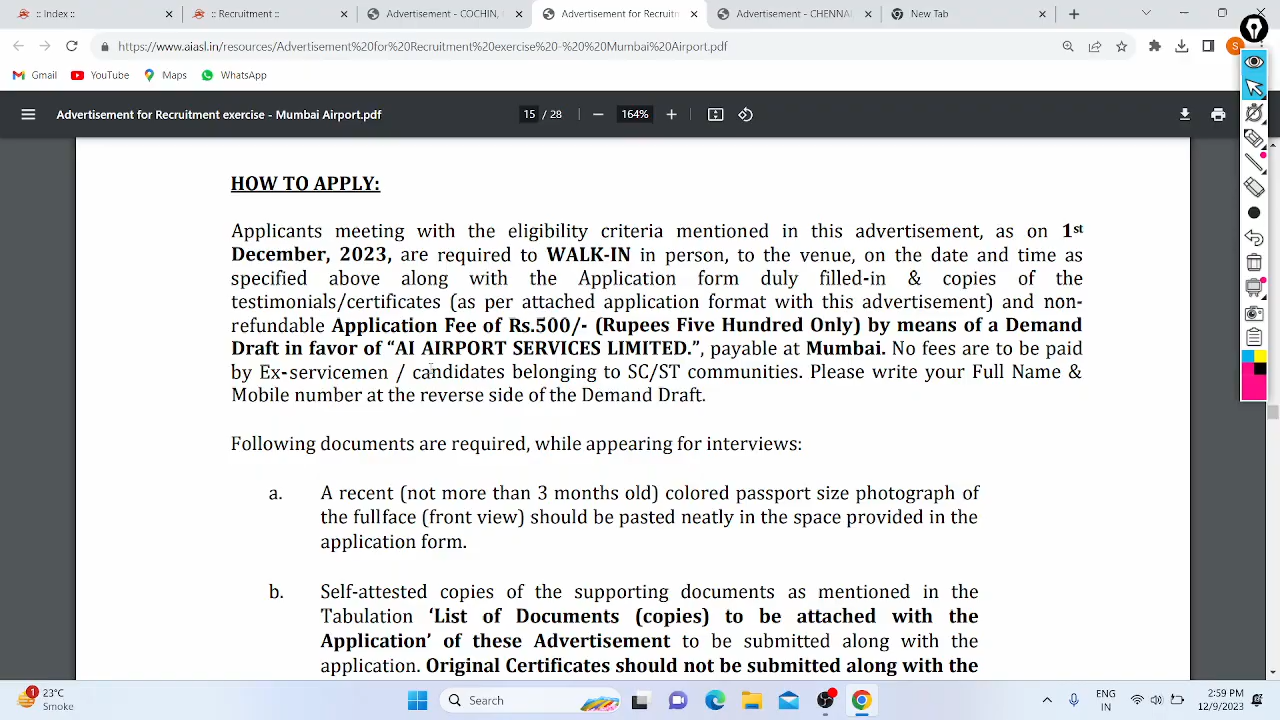 Index ::
Recruitment ::
Advertisement - COCHIN,
Advertisement for Recruit
Advertisement - CHENNAI
New Tab
https://www.aiasl.in/resources/Advertisement%20for%20Recruitment%20exercise%20-%20Mumbai%20Airport.pdf
Gmail
YouTube
Maps
WhatsApp
Advertisement for Recruitment exercise - Mumbai Airport.pdf
15 / 28
164%
HOW TO APPLY:
Applicants meeting with the eligibility criteria mentioned in this advertisement, as on 1st
December, 2023, are required to WALK-IN in person, to the venue, on the date and time as
specified above along with the Application form duly filled-in & copies of the
testimonials/certificates (as per attached application format with this advertisement) and non-
refundable Application Fee of Rs.500/- (Rupees Five Hundred Only) by means of a Demand
Draft in favor of “AI AIRPORT SERVICES LIMITED.”, payable at Mumbai. No fees are to be paid
by Ex-servicemen / candidates belonging to SC/ST communities. Please write your Full Name &
Mobile number at the reverse side of the Demand Draft.
Following documents are required, while appearing for interviews:
a. A recent (not more than 3 months old) colored passport size photograph of
the fullface (front view) should be pasted neatly in the space provided in the
application form.
b. Self-attested copies of the supporting documents as mentioned in the
Tabulation ‘List of Documents (copies) to be attached with the
Application’ of these Advertisement to be submitted along with the
application. Original Certificates should not be submitted along with the
1
23°C
Smoke
Search
ENG
IN
2:59 PM
12/9/2023
S